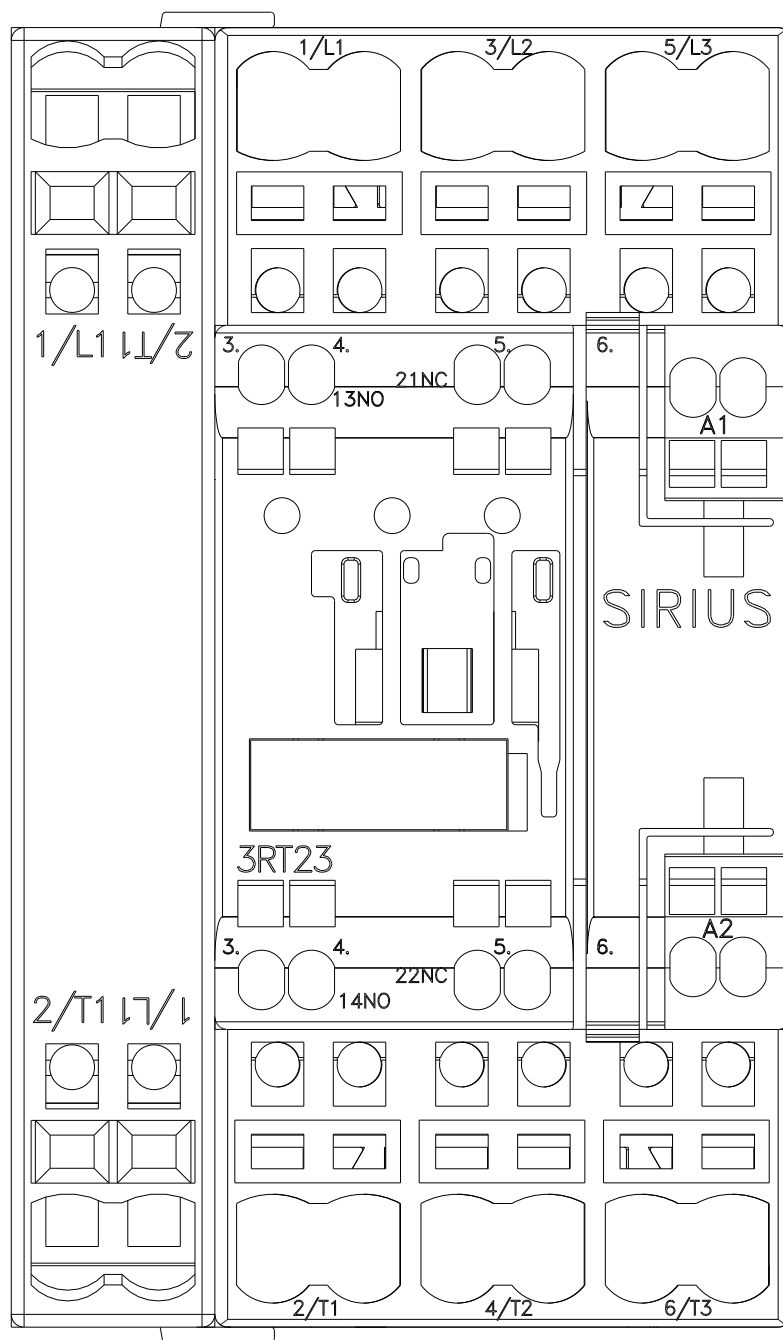 1/L1 3/L2 5/L3
1/L1 2/T1
3. 4. 5. 6.
21NC
13NO
A1
SIRIUS
3RT23
A2
3. 4. 5. 6.
22NC
14NO
2/T1 1/L1
2/T1 4/T2 6/T3